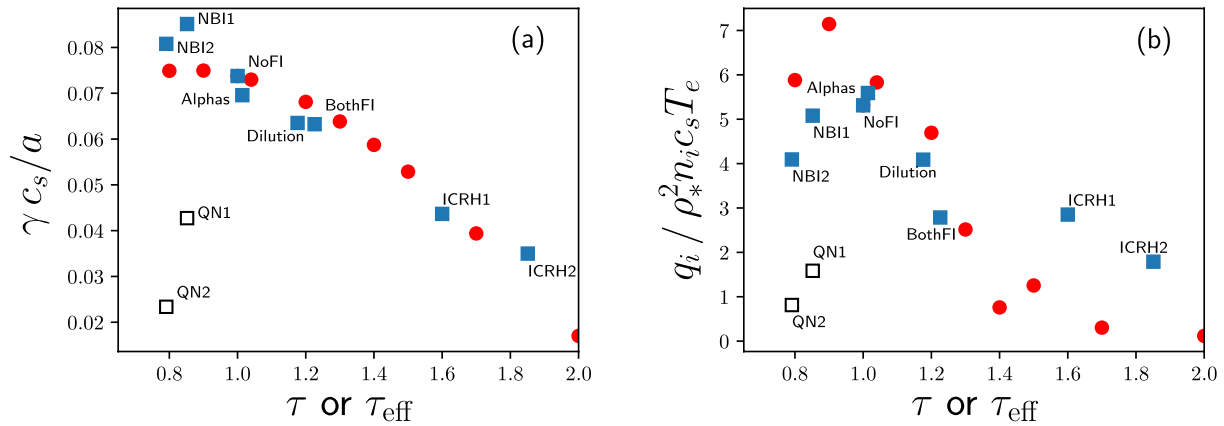 (a)
NBI1
NBI2
NoFI
Alphas
BothFI
Dilution
ICRH1
QN1
ICRH2
QN2
0.08
0.07
0.06
0.05
0.04
0.03
0.02
γ c_s/a
0.8 1.0 1.2 1.4 1.6 1.8 2.0
τ or τ_eff
(b)
Alphas
NBI1
NoFI
NBI2
Dilution
ICRH1
BothFI
QN1
ICRH2
QN2
7
6
5
4
3
2
1
0
q_i / ρ_*^2 n_i c_s T_e
0.8 1.0 1.2 1.4 1.6 1.8 2.0
τ or τ_eff